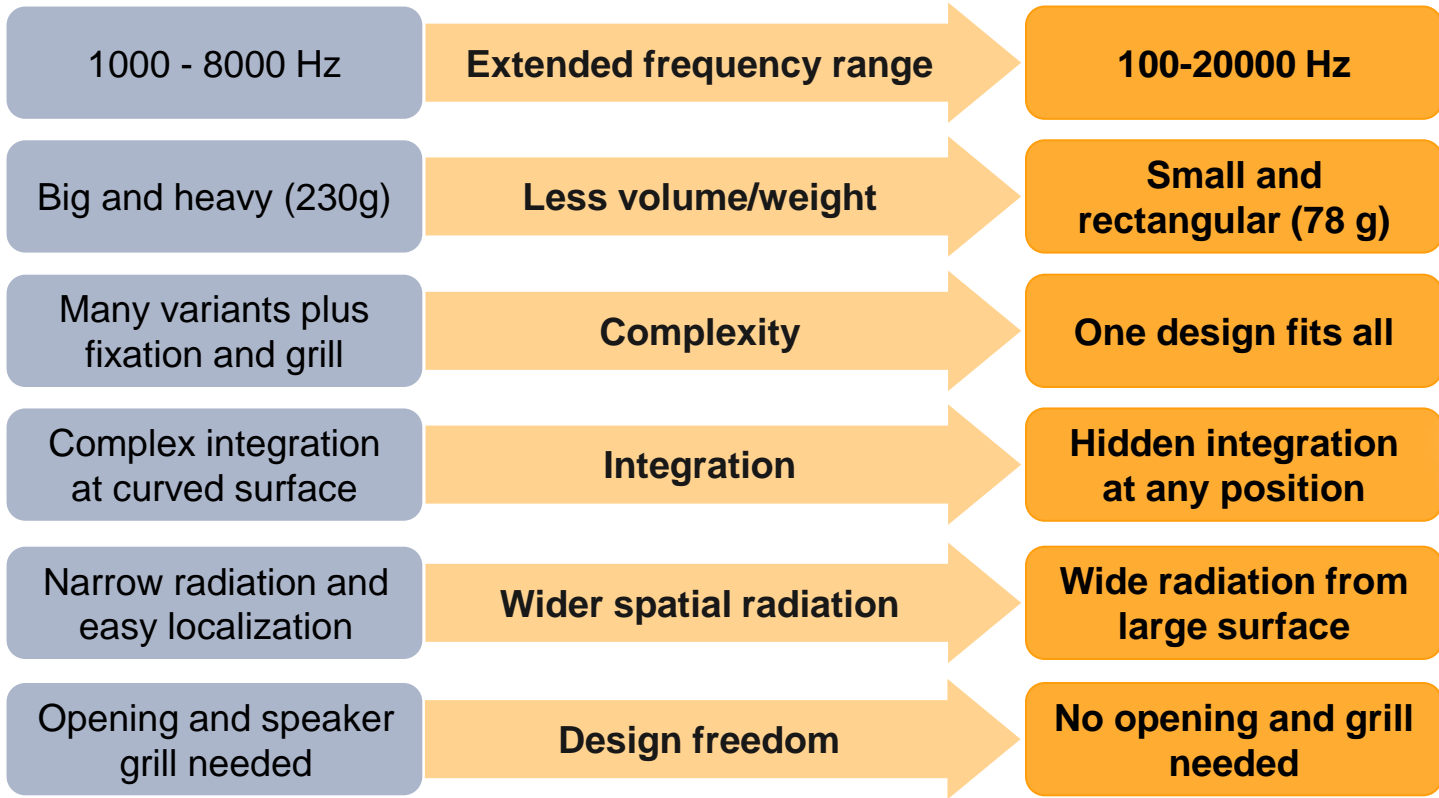 1000 - 8000 Hz
Extended frequency range
100-20000 Hz
Big and heavy (230g)
Less volume/weight
Small and
rectangular (78 g)
Many variants plus
fixation and grill
Complexity
One design fits all
Complex integration
at curved surface
Integration
Hidden integration
at any position
Narrow radiation and
easy localization
Wider spatial radiation
Wide radiation from
large surface
Opening and speaker
grill needed
Design freedom
No opening and grill
needed